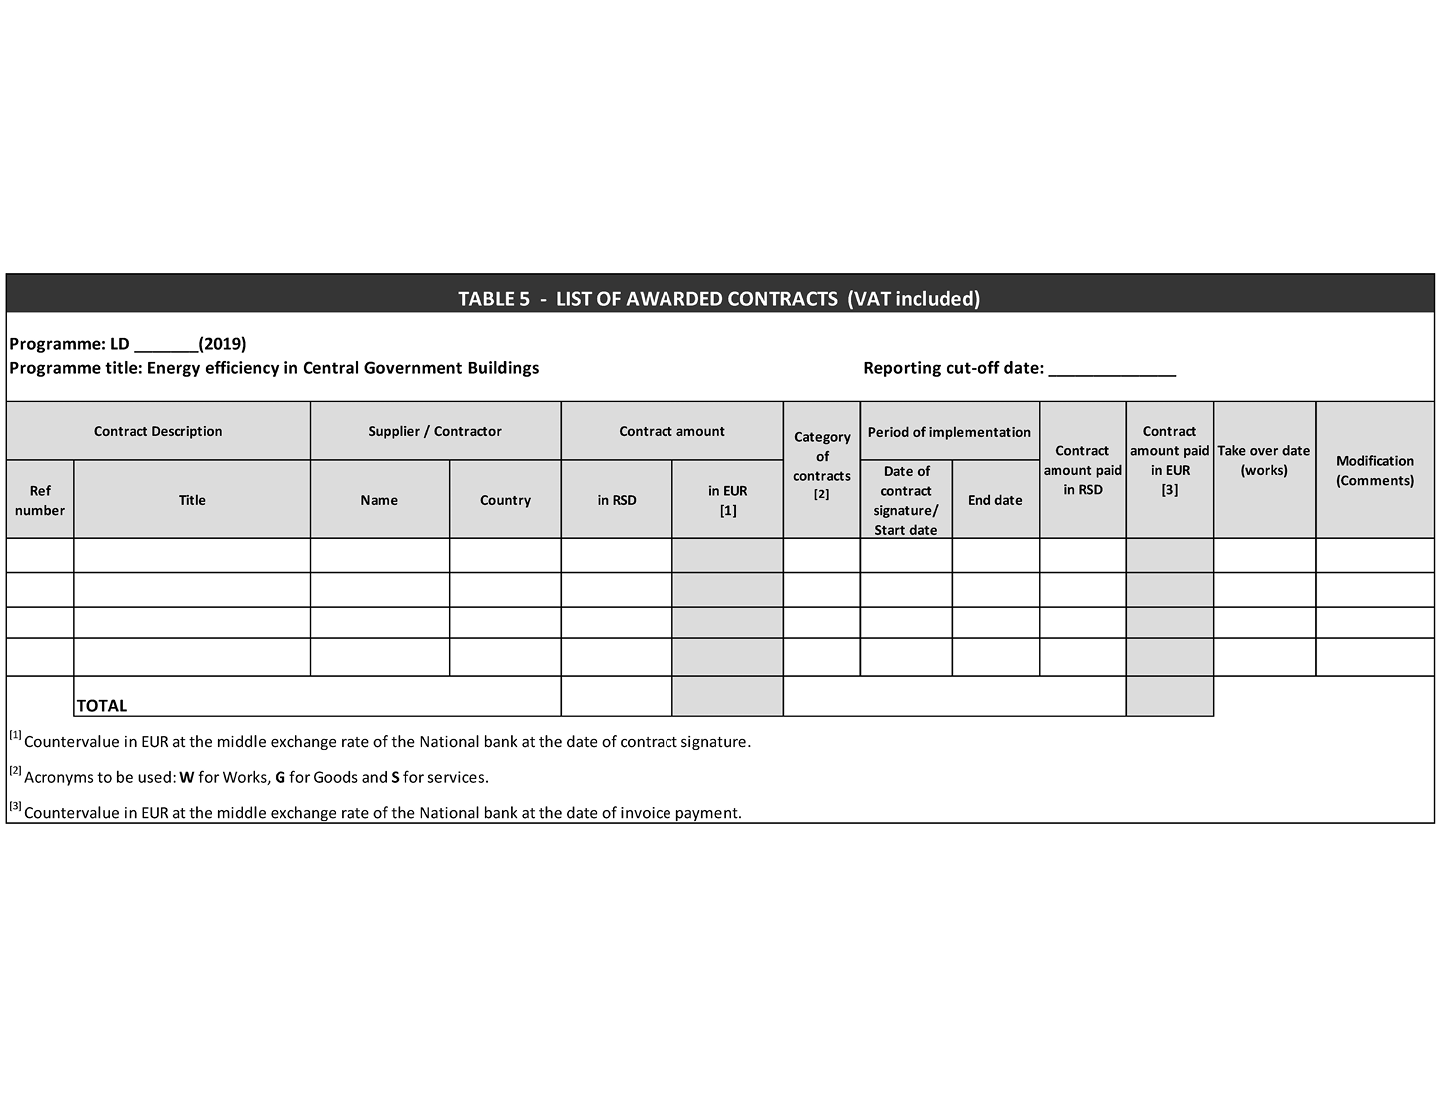 TABLE 5 - LIST OF AWARDED CONTRACTS (VAT included)
Programme: LD _______(2019)
Programme title: Energy efficiency in Central Government Buildings
Reporting cut-off date: ______________
Contract Description
Supplier / Contractor
Contract amount
Category
of
contracts
[2]
Period of implementation
Contract
amount paid
in RSD
Contract
amount paid
in EUR
[3]
Take over date
(works)
Modification
(Comments)
Ref
number
Title
Name
Country
in RSD
in EUR
[1]
Date of
contract
signature/
Start date
End date
TOTAL
[1] Countervalue in EUR at the middle exchange rate of the National bank at the date of contract signature.
[2] Acronyms to be used: W for Works, G for Goods and S for services.
[3] Countervalue in EUR at the middle exchange rate of the National bank at the date of invoice payment.